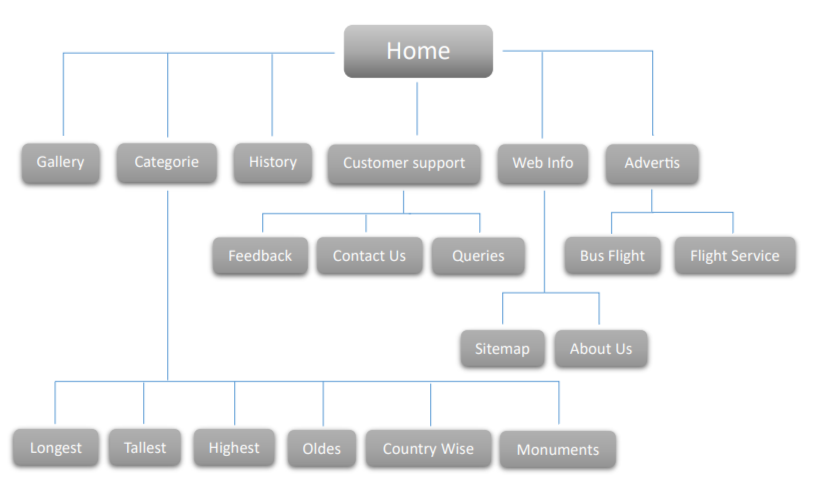 Home
Gallery
Categorie
History
Customer support
Web Info
Advertis
Feedback
Contact Us
Queries
Bus Flight
Flight Service
Sitemap
About Us
Longest
Tallest
Highest
Oldes
Country Wise
Monuments